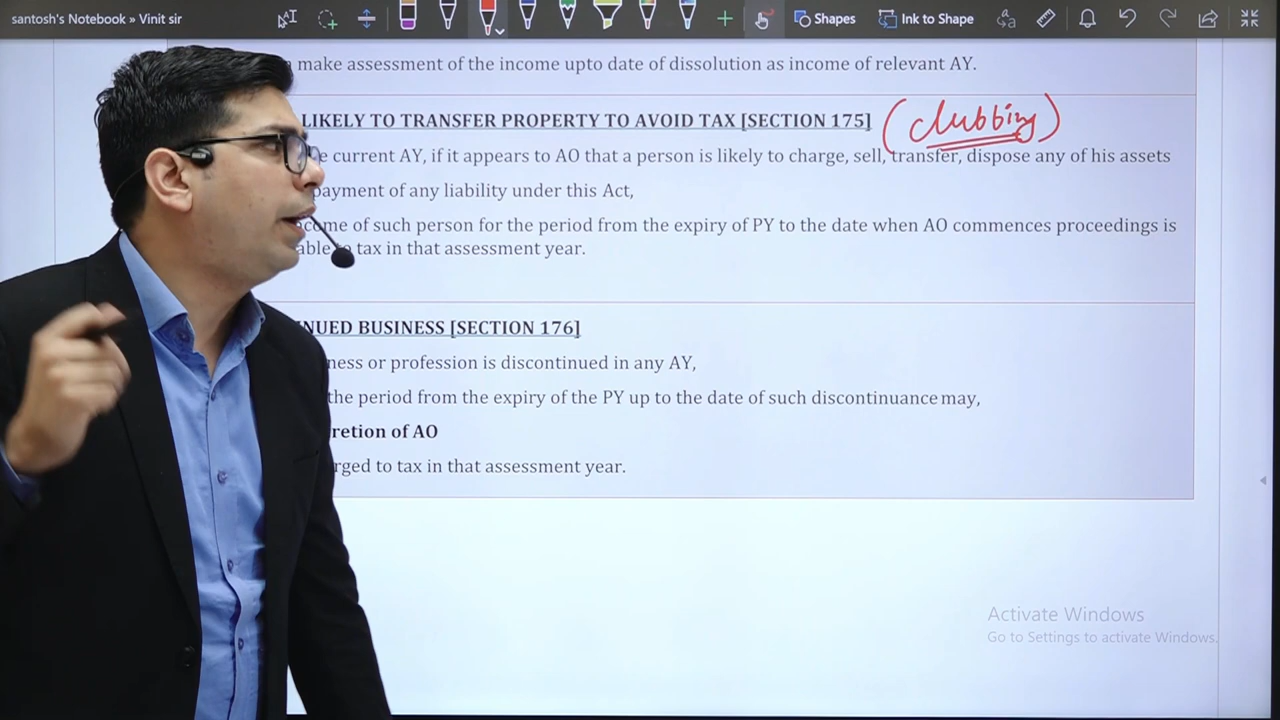 santosh's Notebook » Vinit sir
Shapes
Ink to Shape
make assessment of the income upto date of dissolution as income of relevant AY.
LIKELY TO TRANSFER PROPERTY TO AVOID TAX [SECTION 175] (clubbing)
current AY, if it appears to AO that a person is likely to charge, sell, transfer, dispose any of his assets
payment of any liability under this Act,
of such person for the period from the expiry of PY to the date when AO commences proceedings is
tax in that assessment year.
NUED BUSINESS [SECTION 176]
ness or profession is discontinued in any AY,
the period from the expiry of the PY up to the date of such discontinuance may,
retion of AO
rged to tax in that assessment year.
Activate Windows
Go to Settings to activate Windows.